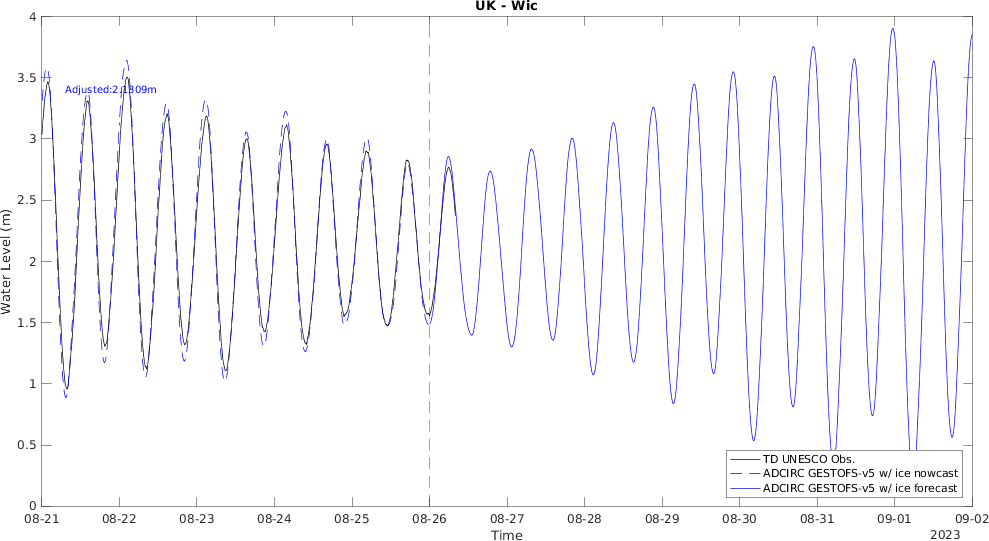 UK - Wic
4
3.5
3
2.5
2
1.5
1
0.5
0
Water Level (m)
Adjusted:2.1309m
TD UNESCO Obs.
ADCIRC GESTOFS-v5 w/ ice nowcast
ADCIRC GESTOFS-v5 w/ ice forecast
08-21 08-22 08-23 08-24 08-25 08-26 08-27 08-28 08-29 08-30 08-31 09-01 09-02
Time
2023